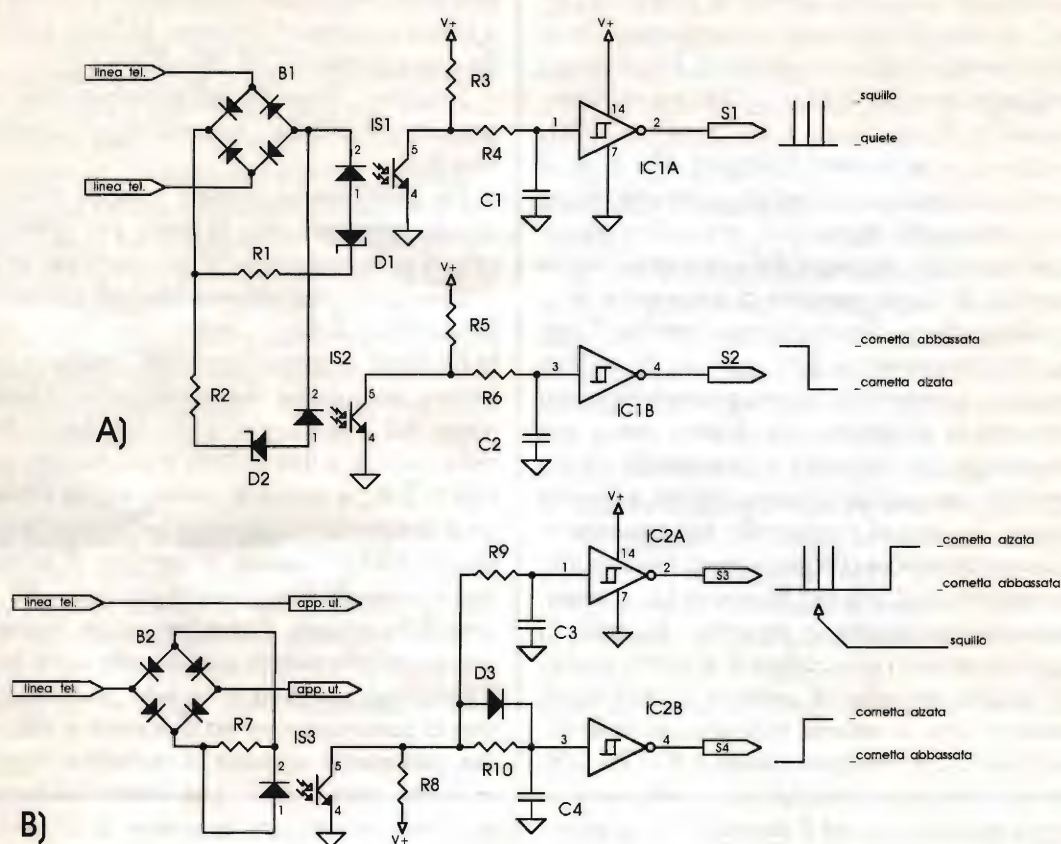 V+
V+
linea tel.
B1
R3
_squillo
14
IS1
1
2
S1
2
5
R4
_quiete
4
7
IC1A
linea tel.
1
C1
R1
D1
V+
R5
_cornetta abbassata
IS2
3
4
S2
2
5
R6
_cornetta alzata
R2
IC1B
A)
1
4
C2
D2
V+
IC2A
R9
14
_cornetta alzata
1
2
S3
linea tel.
app. ut.
7
_cornetta abbassata
B2
C3
squillo
D3
linea tel.
app. ut.
IC2B
R7
_cornetta alzata
IS3
3
4
S4
2
5
R10
_cornetta abbassata
R8
1
4
C4
B)
V+